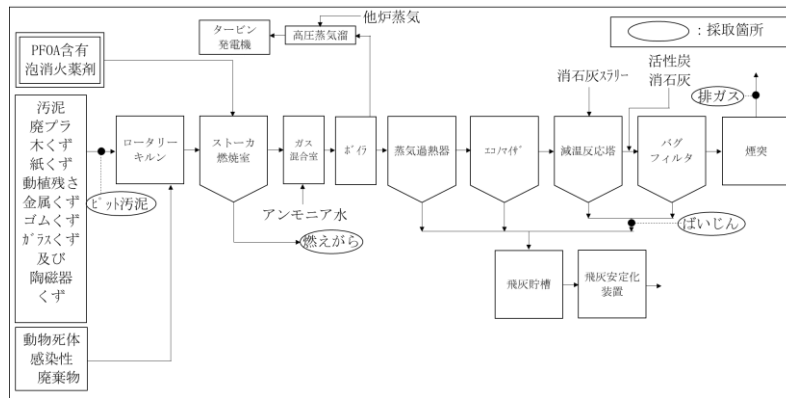 他炉蒸気
タービン
発電機
高圧蒸気溜
：採取箇所
PFOA含有
泡消火薬剤
活性炭
消石灰
消石灰スラリー
排ガス
汚泥
廃プラ
木くず
紙くず
動植残さ
金属くず
ゴムくず
ガラスくず
及び
陶磁器
くず
ロータリー
キルン
ストーカ
燃焼室
ガス
混合室
ボイラ
蒸気過熱器
エコノマイザ
減温反応塔
バグ
フィルタ
煙突
ピット汚泥
アンモニア水
燃えがら
ばいじん
飛灰貯槽
飛灰安定化
装置
動物死体
感染性
廃棄物